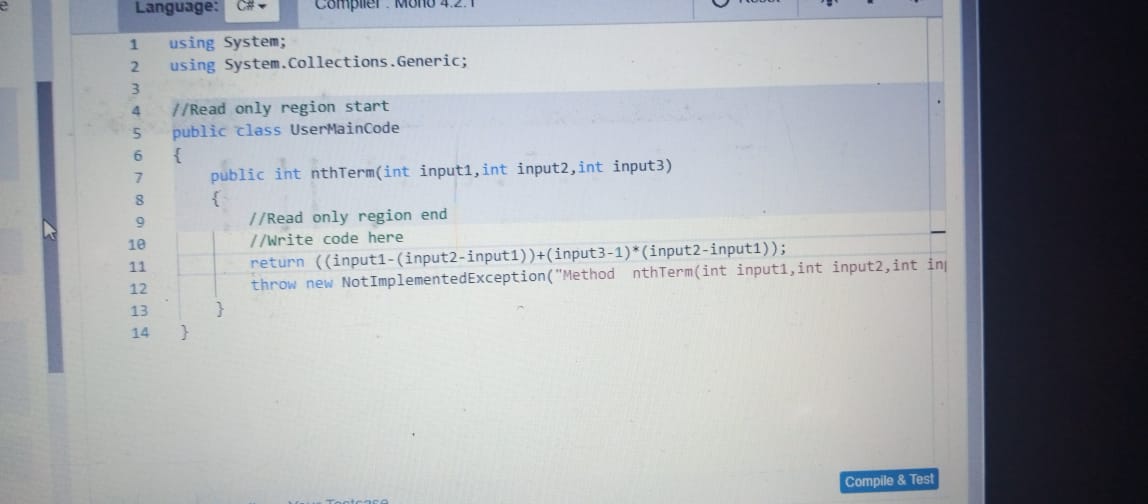 Language: C# Compiler : Mono 4.2.1
1 using System;
2 using System.Collections.Generic;
3
4 //Read only region start
5 public class UserMainCode
6 {
7 public int nthTerm(int input1,int input2,int input3)
8 {
9 //Read only region end
10 //Write code here
11 return ((input1-(input2-input1))+(input3-1)*(input2-input1));
12 throw new NotImplementedException("Method nthTerm(int input1,int input2,int
13 }
14 }
Compile & Test